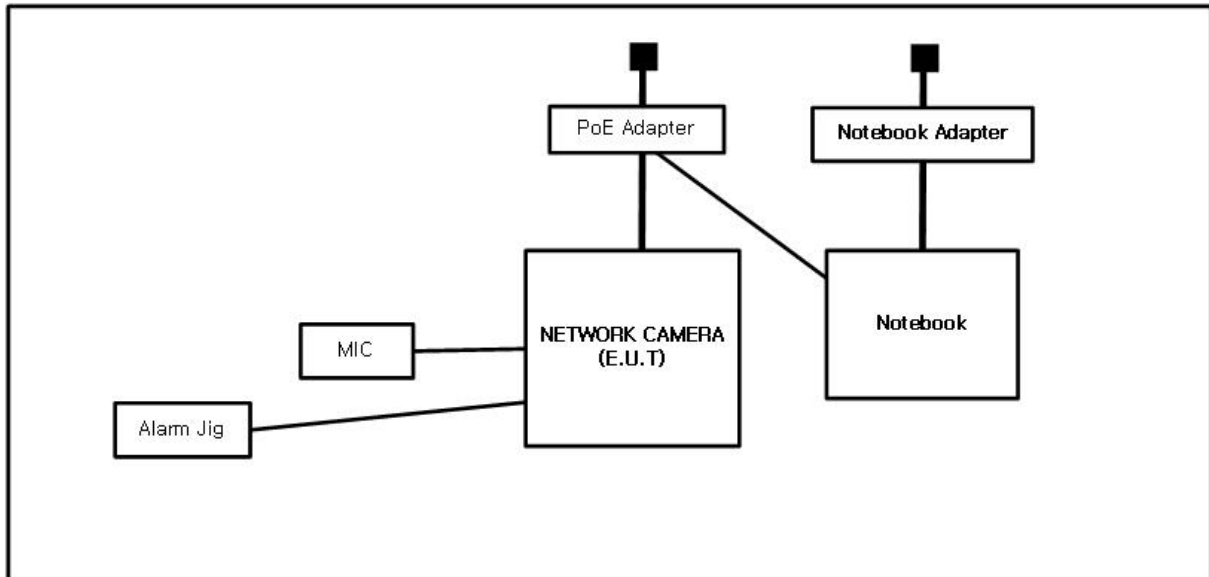 PoE Adapter
Notebook Adapter
NETWORK CAMERA
(E.U.T)
Notebook
MIC
Alarm Jig